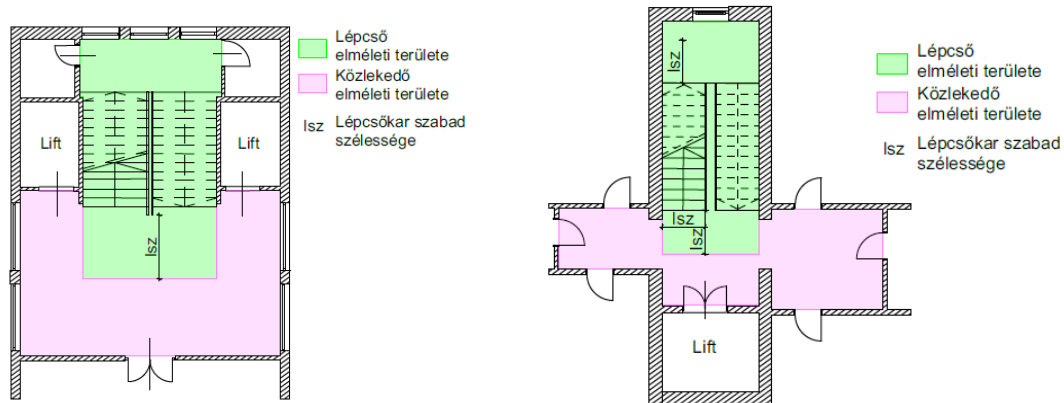 Lépcső
elméleti területe
Közlekedő
elméleti területe
lsz Lépcsőkar szabad
szélessége
Lift
Lift
lsz
Lépcső
elméleti területe
Közlekedő
elméleti területe
lsz Lépcsőkar szabad
szélessége
lsz
lsz
lsz
Lift